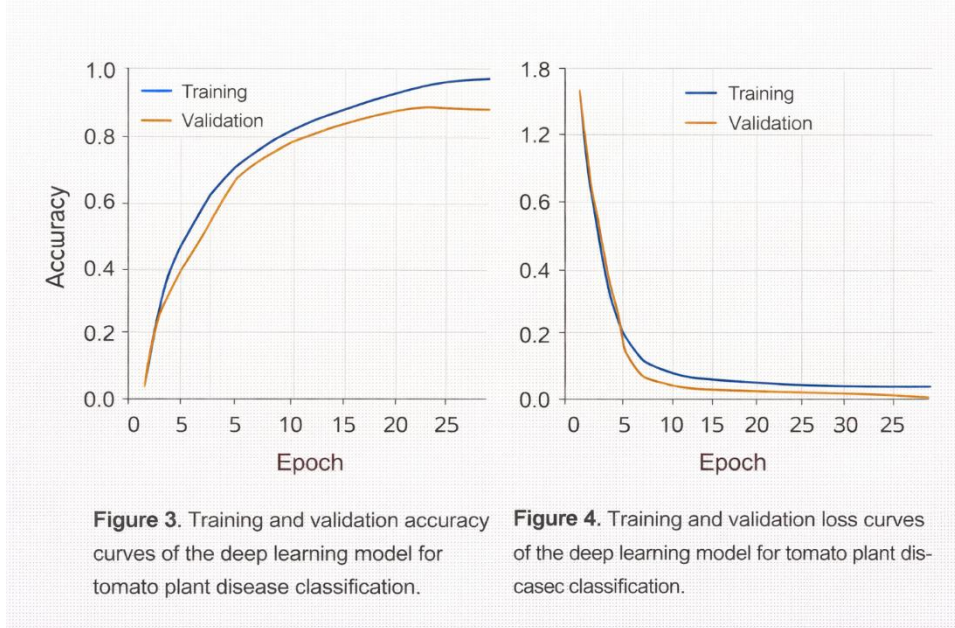 1.0
0.8
0.6
0.4
0.2
0.0
Accuracy
Training
Validation
0 5 5 10 15 20 25
Epoch
Figure 3. Training and validation accuracy
curves of the deep learning model for
tomato plant disease classification.
1.8
1.2
0.6
0.4
0.2
0.0
Training
Validation
0 5 10 15 20 25 30 25
Epoch
Figure 4. Training and validation loss curves
of the deep learning model for tomato plant dis-
casec classification.